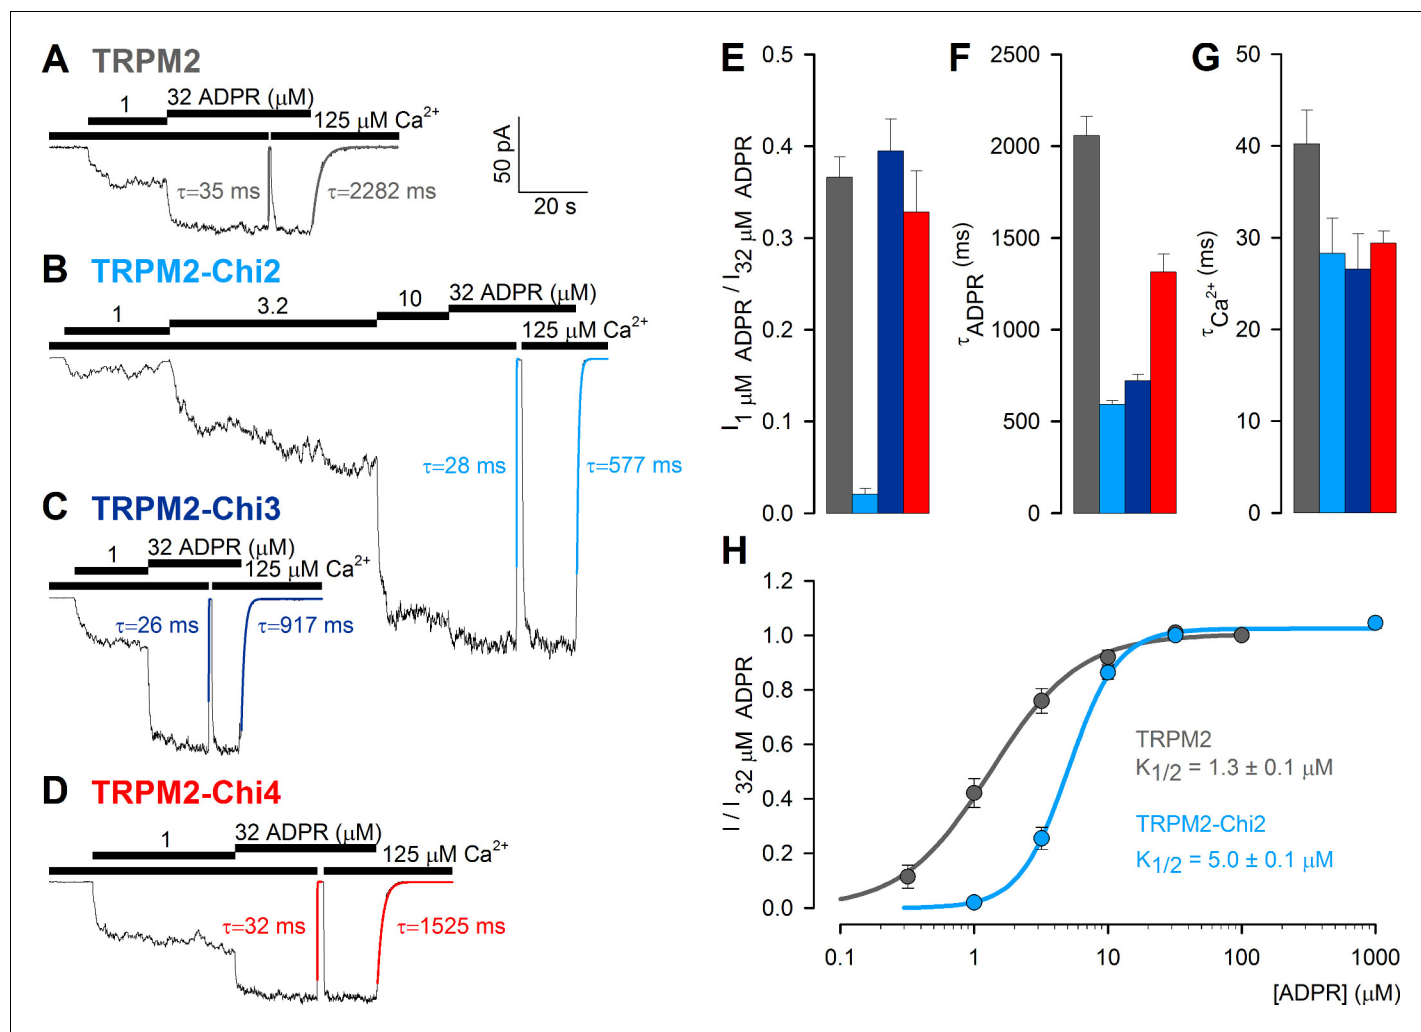 A TRPM2
1
32 ADPR (μM)
125 μM Ca2+
τ=35 ms
τ=2282 ms
50 pA
20 s
B TRPM2-Chi2
1
3.2
10
32 ADPR (μM)
125 μM Ca2+
τ=28 ms
τ=577 ms
C TRPM2-Chi3
1
32 ADPR (μM)
125 μM Ca2+
τ=26 ms
τ=917 ms
D TRPM2-Chi4
1
32 ADPR (μM)
125 μM Ca2+
τ=32 ms
τ=1525 ms
E
I1 μM ADPR / I32 μM ADPR
0.5
0.4
0.3
0.2
0.1
0.0
F
τADPR (ms)
2500
2000
1500
1000
500
0
G
τCa2+ (ms)
50
40
30
20
10
0
H
I / I32 μM ADPR
1.2
1.0
0.8
0.6
0.4
0.2
0.0
TRPM2
K1/2 = 1.3 ± 0.1 μM
TRPM2-Chi2
K1/2 = 5.0 ± 0.1 μM
0.1 1 10 100 1000
[ADPR] (μM)